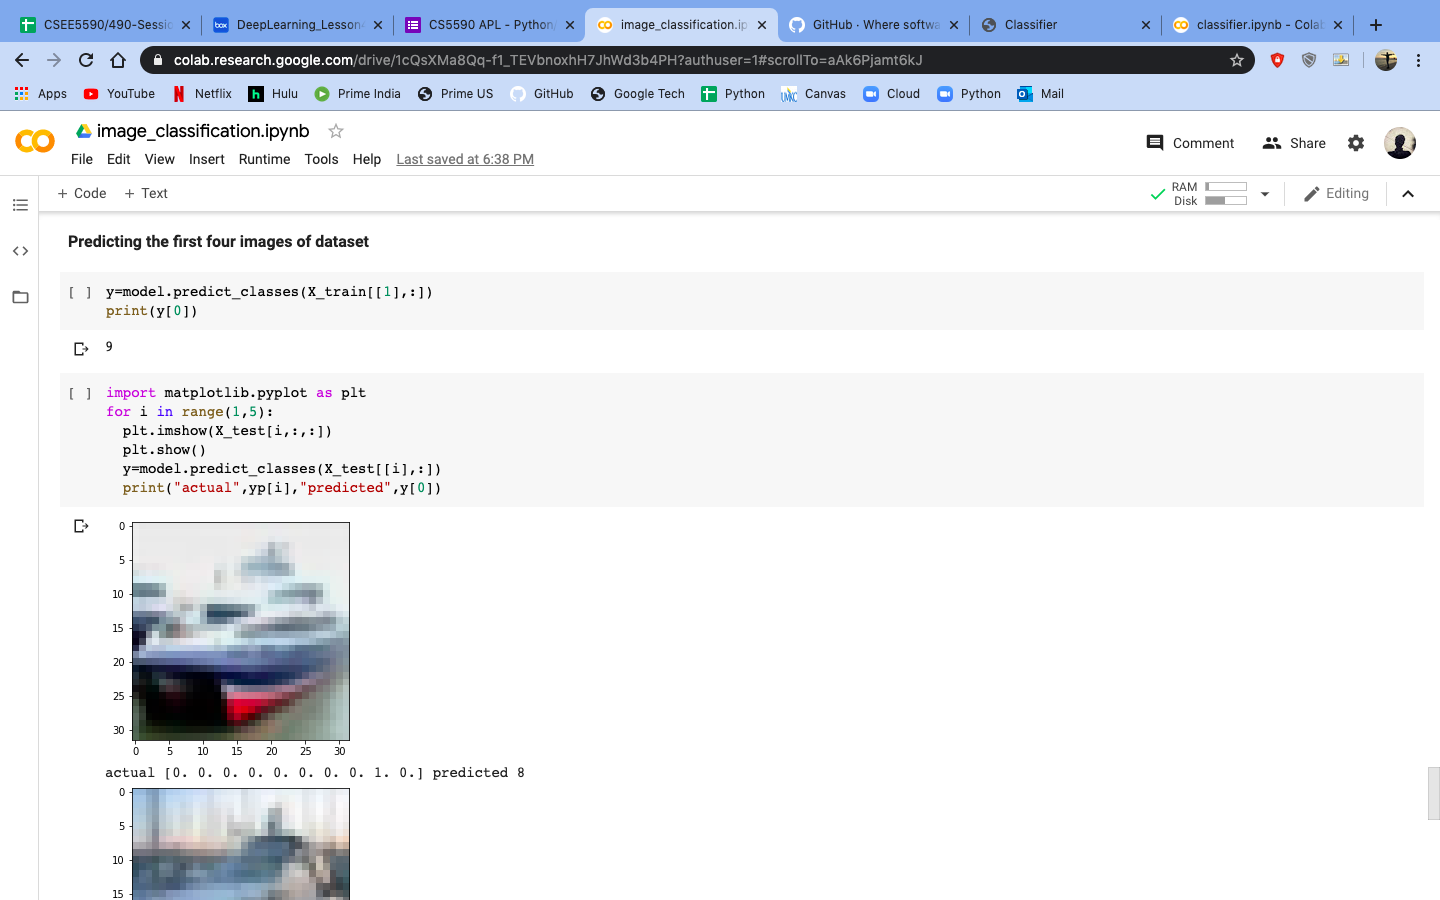 CSEE5590/490-Sessio
DeepLearning_Lesson
CS5590 APL - Python
image_classification.ip
GitHub · Where softwa
Classifier
classifier.ipynb - Colab
colab.research.google.com/drive/1cQsXMa8Qq-f1_TEVbnoxhH7JhWd3b4PH?authuser=1#scrollTo=aAk6Pjamt6kJ
Apps YouTube Netflix Hulu Prime India Prime US GitHub Google Tech Python Canvas Cloud Python Mail
image_classification.ipynb
Comment Share
File Edit View Insert Runtime Tools Help Last saved at 6:38 PM
+ Code + Text
RAM
Disk
Editing
Predicting the first four images of dataset
[ ] y=model.predict_classes(X_train[[1],:])
print(y[0])
9
[ ] import matplotlib.pyplot as plt
for i in range(1,5):
plt.imshow(X_test[i,:,:])
plt.show()
y=model.predict_classes(X_test[[i],:])
print("actual",yp[i],"predicted",y[0])
0
5
10
15
20
25
30
0 5 10 15 20 25 30
actual [0. 0. 0. 0. 0. 0. 0. 0. 1. 0.] predicted 8
0
5
10
15